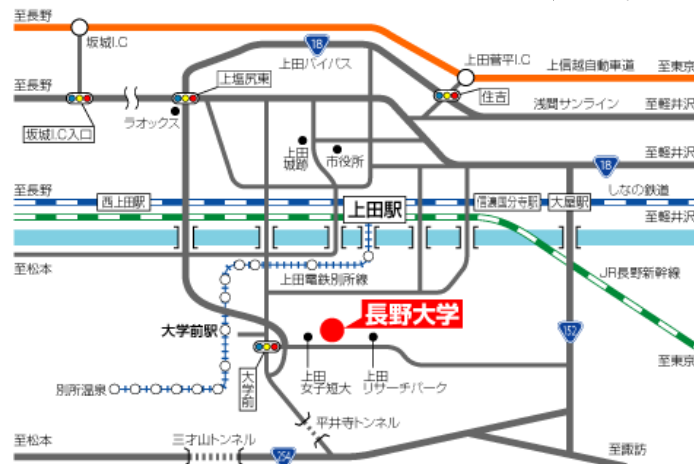 至長野
坂城I.C
18
上田バイパス
上田菅平I.C
上信越自動車道
至東京
至長野
上塩尻東
住吉
浅間サンライン
至軽井沢
坂城I.C入口
ラオックス
上田
城跡
市役所
18
至軽井沢
至長野
西上田駅
上田駅
信濃国分寺駅
大屋駅
しなの鉄道
至軽井沢
至松本
上田電鉄別所線
JR長野新幹線
大学前駅
長野大学
152
至東京
大学前
上田
女子短大
上田
リサーチパーク
別所温泉
平井寺トンネル
至松本
三才山トンネル
254
至諏訪